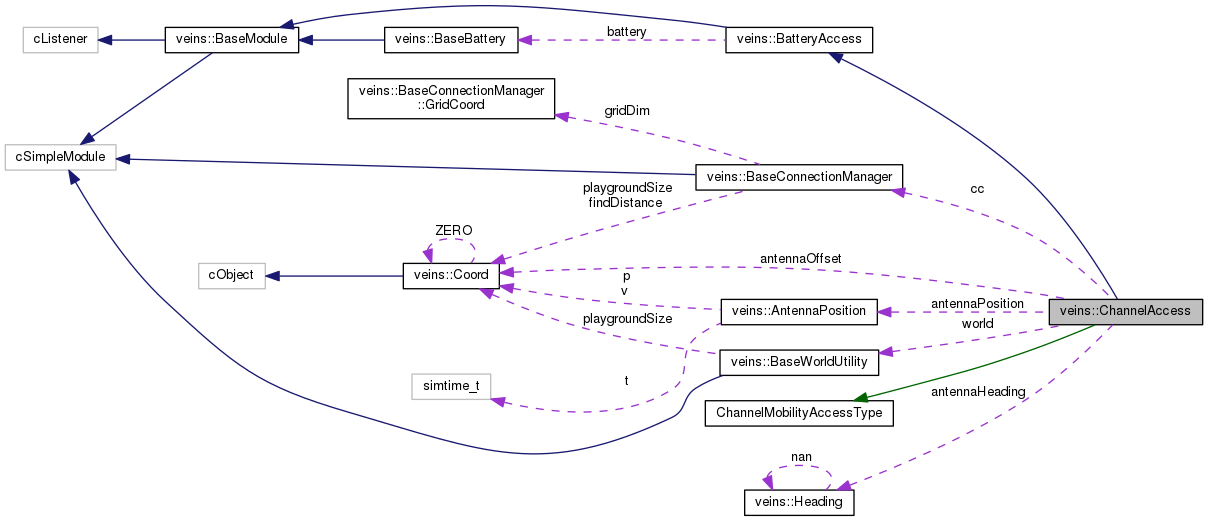 cListener
veins::BaseModule
veins::BaseBattery
battery
veins::BatteryAccess
veins::BaseConnectionManager
::GridCoord
gridDim
cSimpleModule
veins::BaseConnectionManager
cc
playgroundSize
findDistance
ZERO
cObject
veins::Coord
antennaOffset
p
v
veins::AntennaPosition
antennaPosition
veins::ChannelAccess
playgroundSize
world
veins::BaseWorldUtility
simtime_t
t
antennaHeading
ChannelMobilityAccessType
nan
veins::Heading